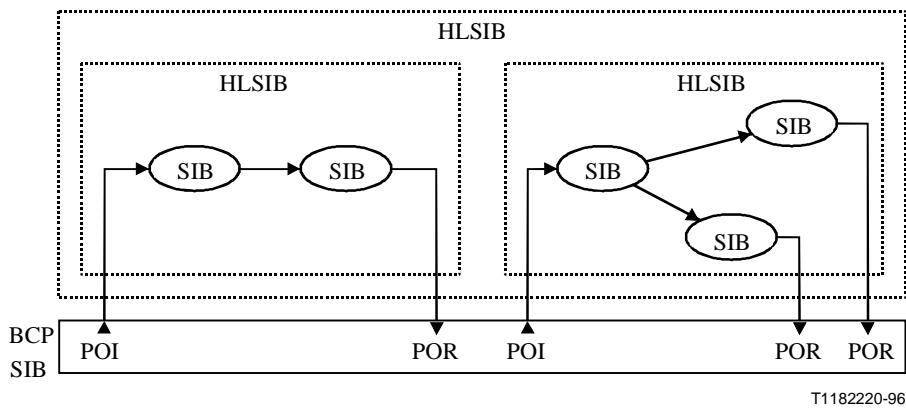 HLSIB
HLSIB
HLSIB
SIB
SIB
SIB
SIB
SIB
BCP
SIB
POI
POR
POI
POR
POR
T1182220-96